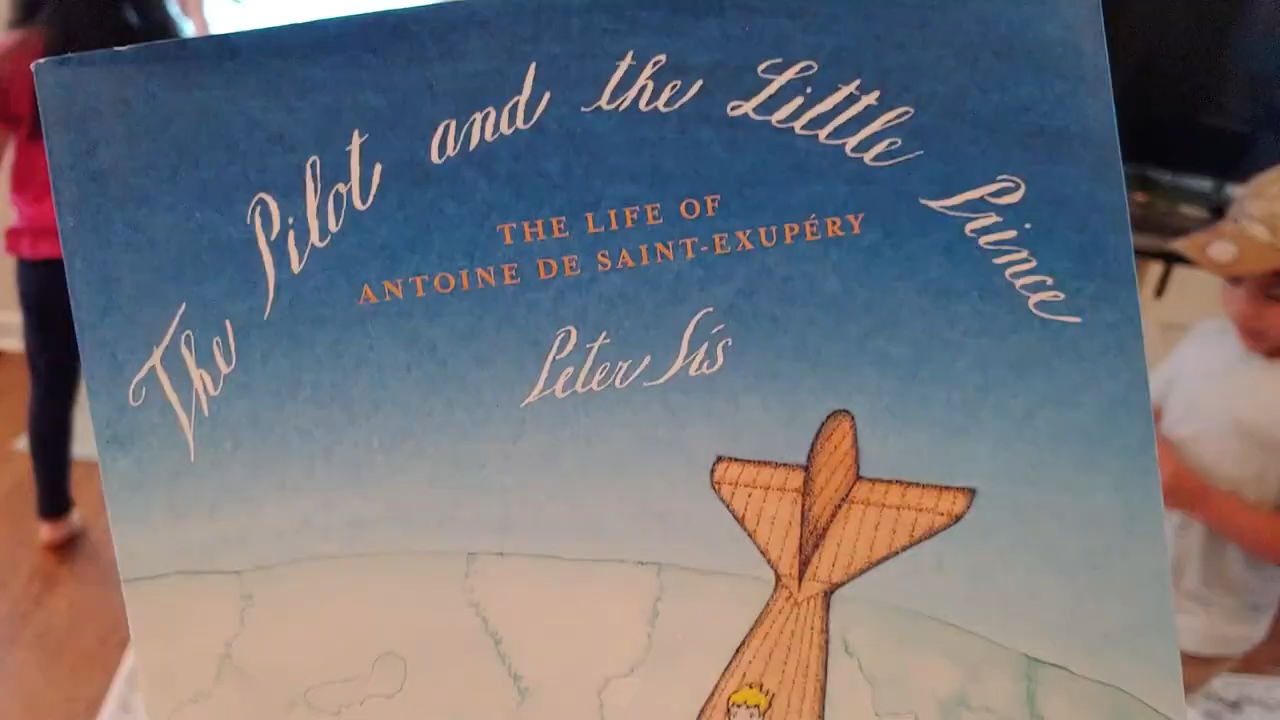 The Pilot and the Little Prince
THE LIFE OF
ANTOINE DE SAINT-EXUPÉRY
Peter Sís